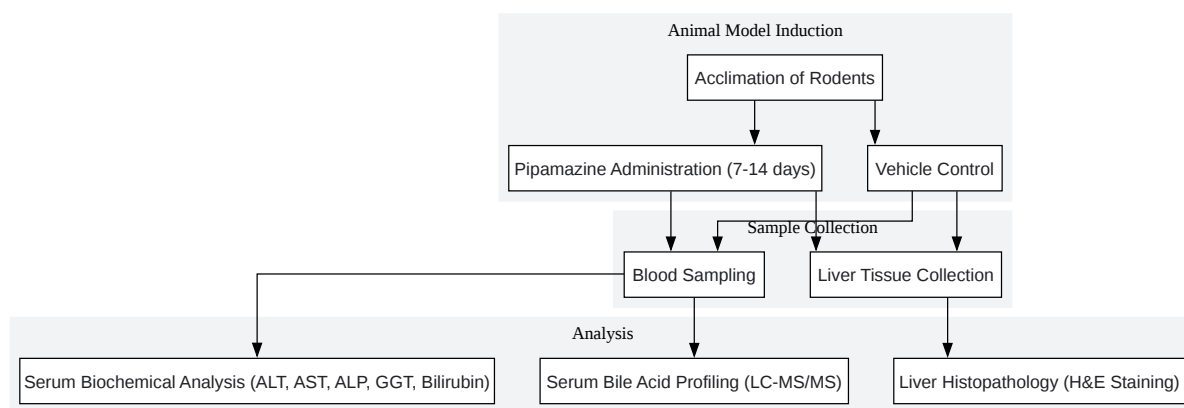 Animal Model Induction
Acclimation of Rodents
Pipamazine Administration (7-14 days)
Vehicle Control
Sample Collection
Blood Sampling
Liver Tissue Collection
Analysis
Serum Biochemical Analysis (ALT, AST, ALP, GGT, Bilirubin)
Serum Bile Acid Profiling (LC-MS/MS)
Liver Histopathology (H&E Staining)